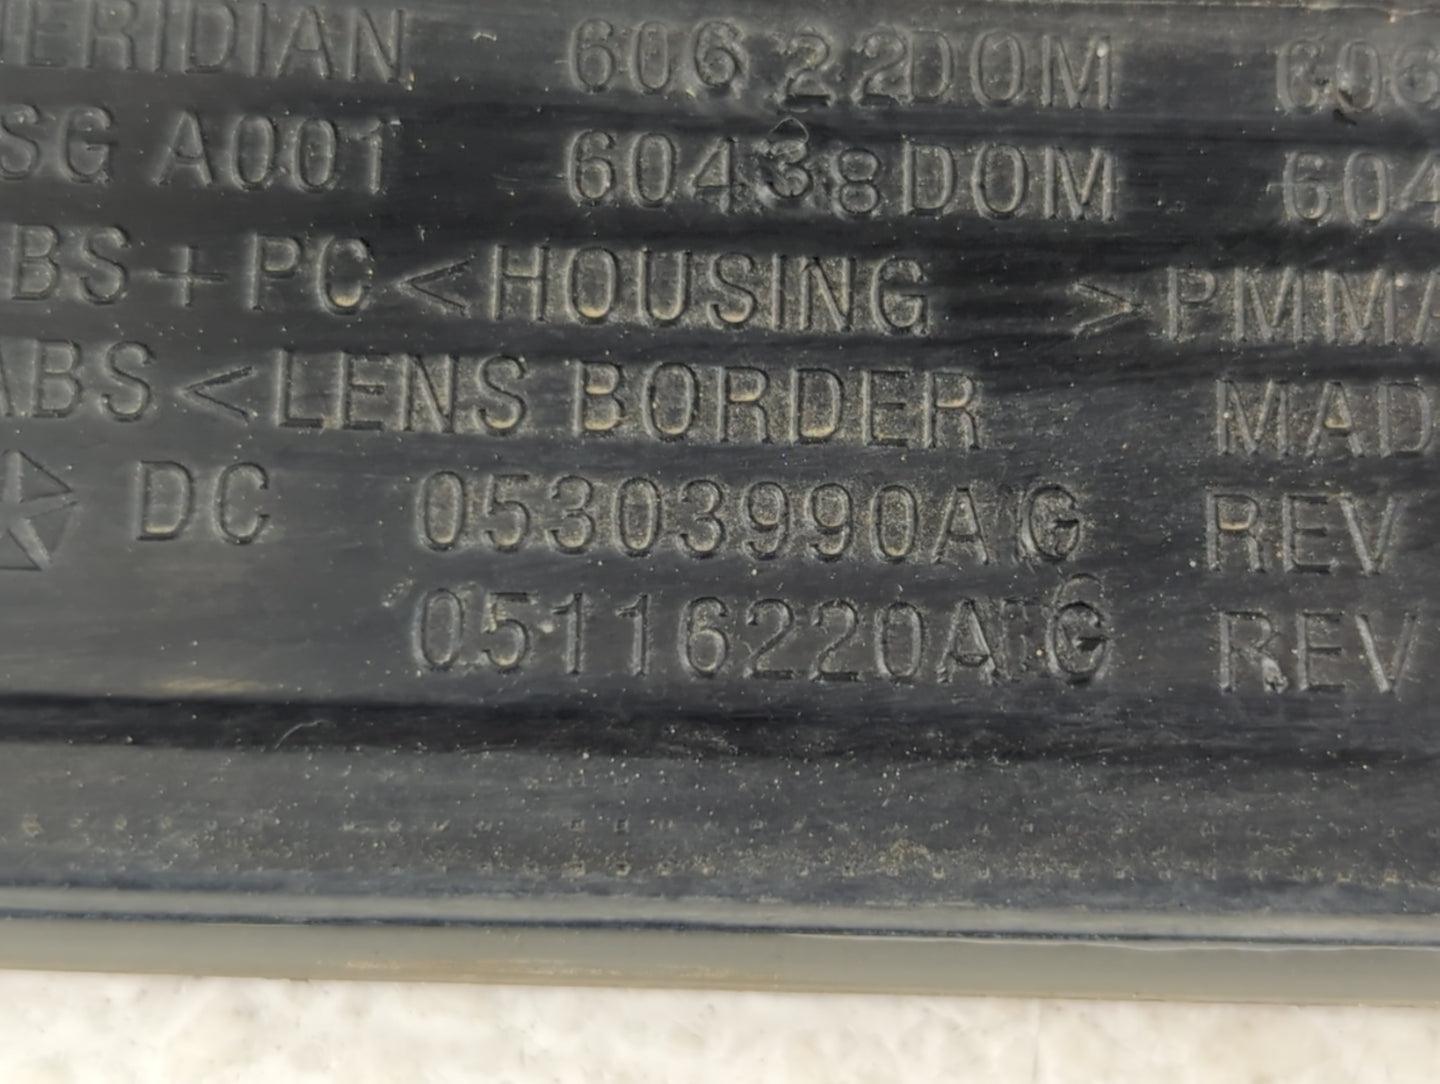 ERIDIAN 60622DOM 606
SG A001 60438DOM 604
BS+PC<HOUSING >PMMA
ABS<LENS BORDER MAD
DC 05303990AG REV
05116220AG REV